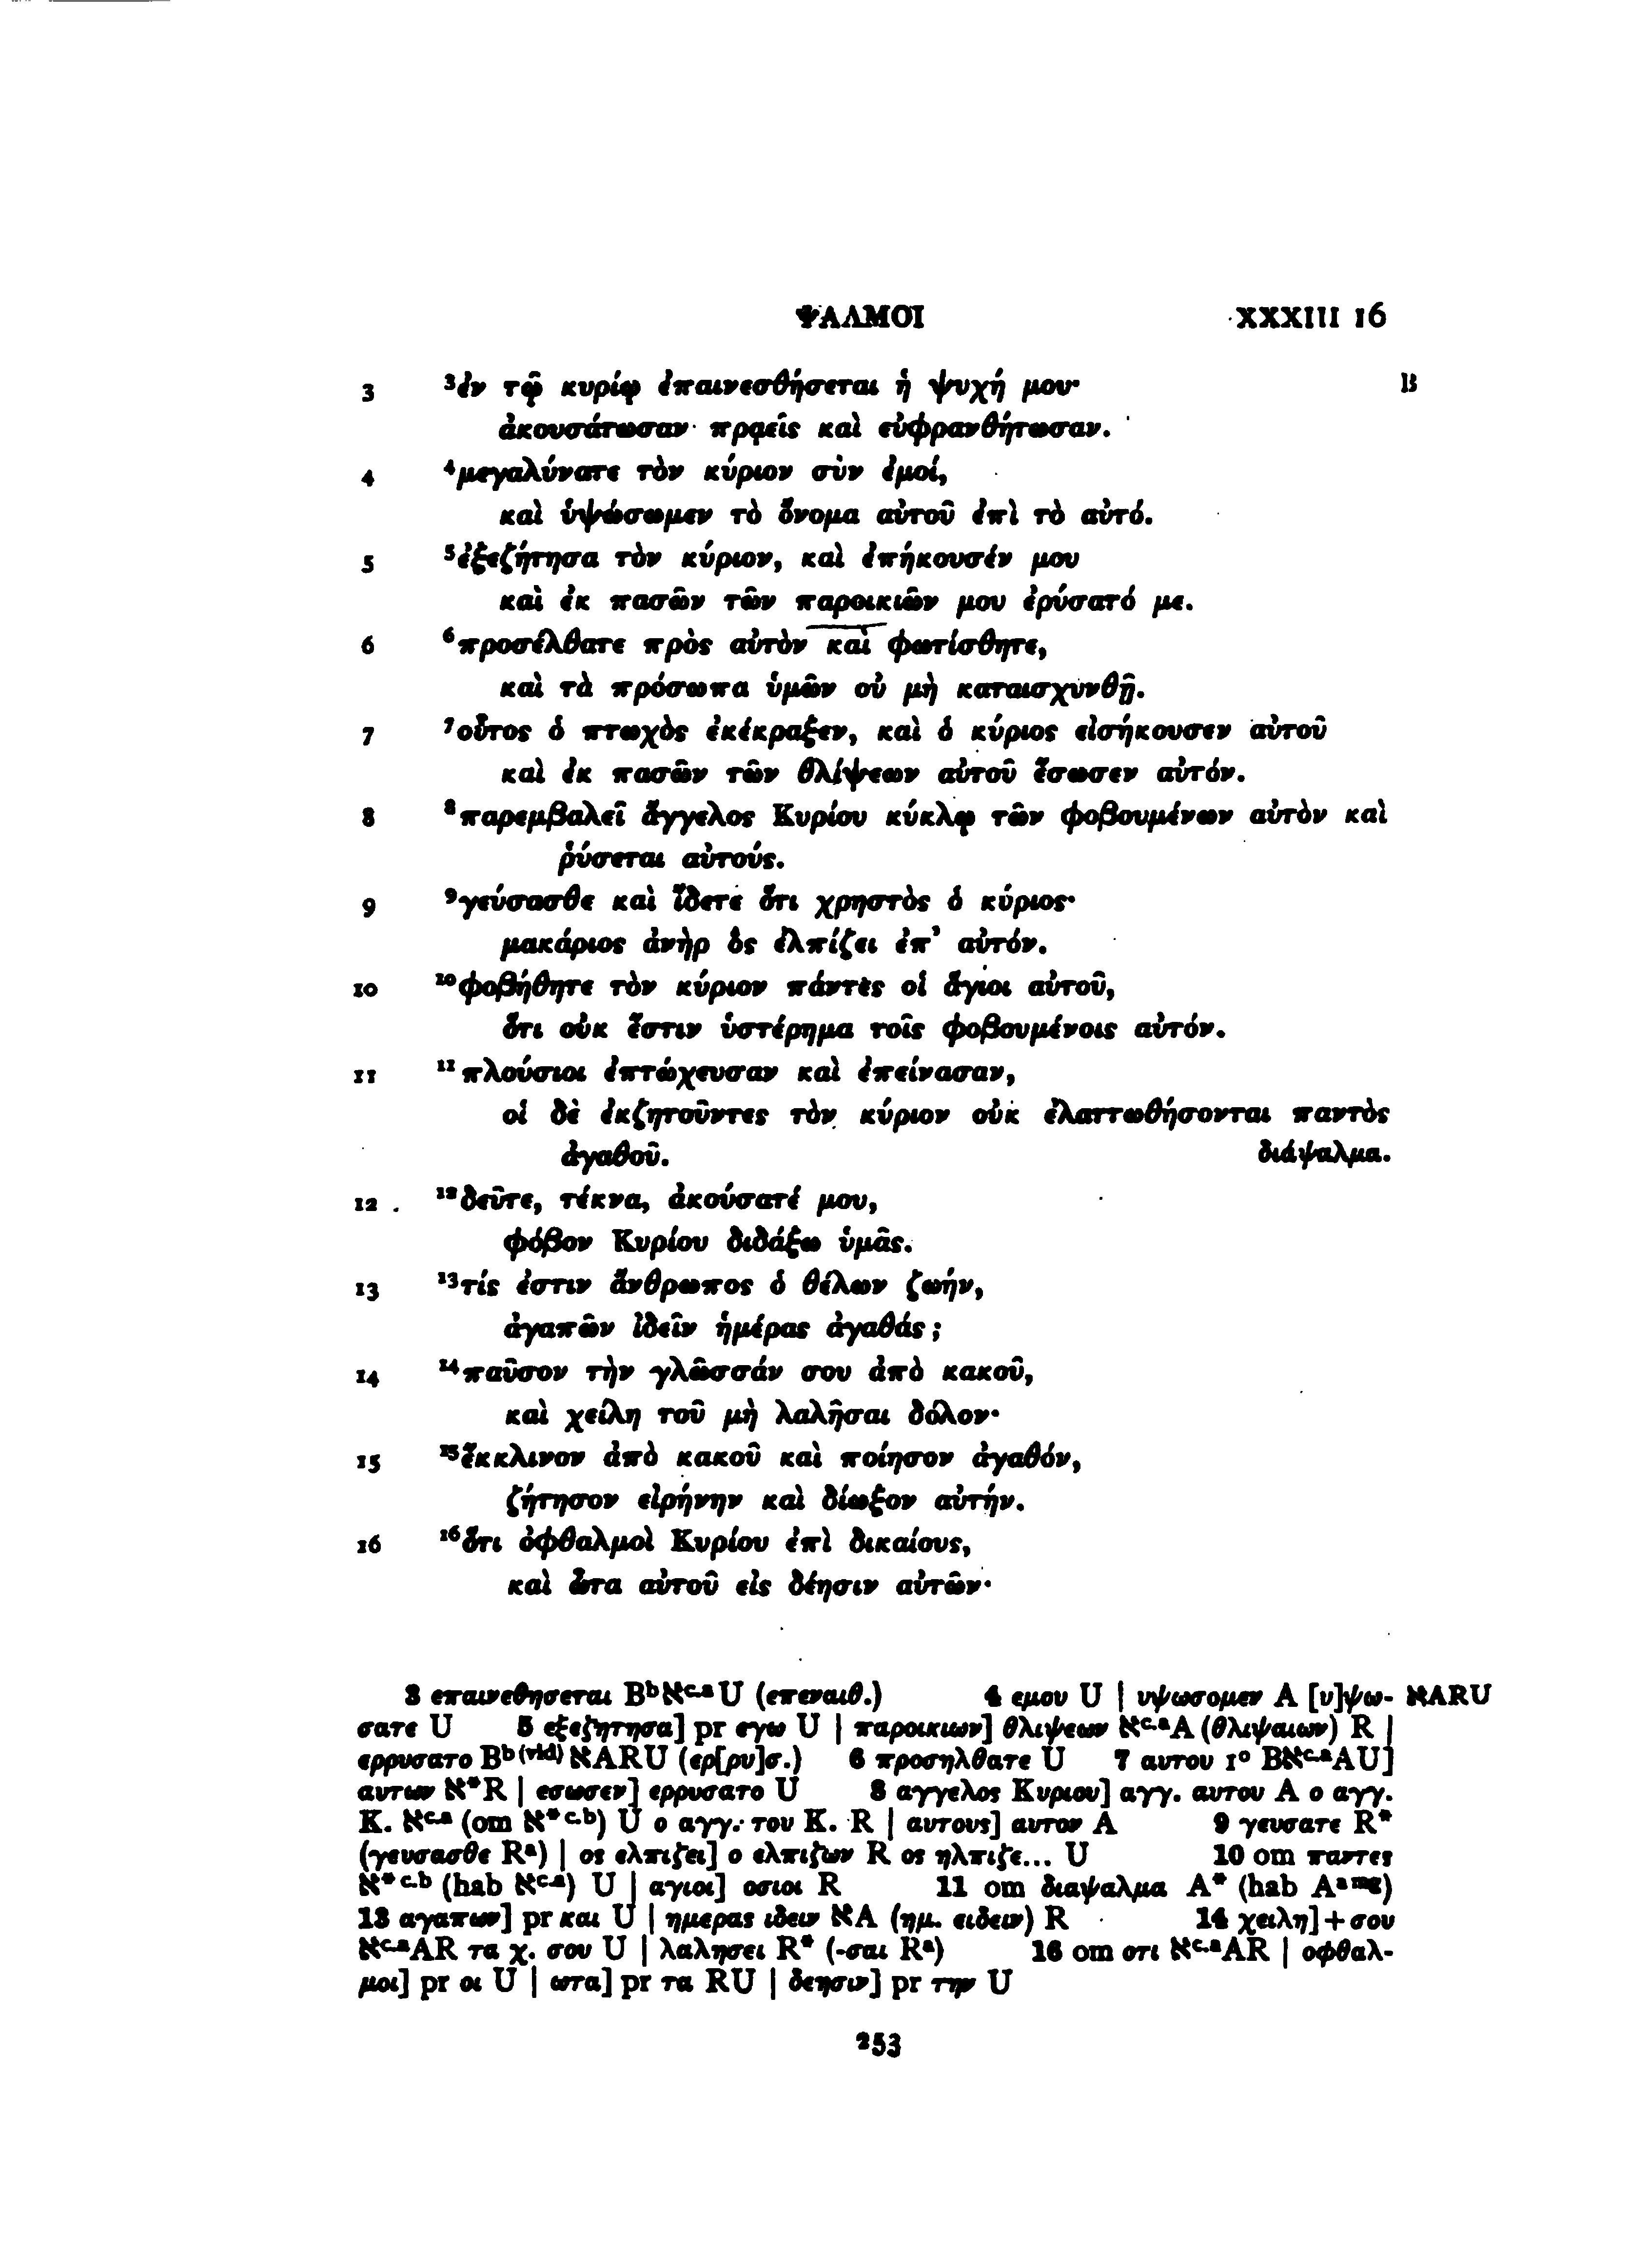 ΨΑΛΜΟΙ XXXIII 16
3 ³ἐν τῷ κυρίῳ ἐπαινεσθήσεται ἡ ψυχή μου· B
ἀκουσάτωσαν πρᾳεῖς καὶ εὐφρανθήτωσαν.
4 ⁴μεγαλύνατε τὸν κύριον σὺν ἐμοί,
καὶ ὑψώσωμεν τὸ ὄνομα αὐτοῦ ἐπὶ τὸ αὐτό.
5 ⁵ἐξεζήτησα τὸν κύριον, καὶ ἐπήκουσέν μου
καὶ ἐκ πασῶν τῶν παροικιῶν μου ἐρύσατό με.
6 ⁶προσέλθατε πρὸς αὐτὸν καὶ φωτίσθητε,
καὶ τὰ πρόσωπα ὑμῶν οὐ μὴ καταισχυνθῇ.
7 ⁷οὗτος ὁ πτωχὸς ἐκέκραξεν, καὶ ὁ κύριος εἰσήκουσεν αὐτοῦ
καὶ ἐκ πασῶν τῶν θλίψεων αὐτοῦ ἔσωσεν αὐτόν.
8 ⁸παρεμβαλεῖ ἄγγελος Κυρίου κύκλῳ τῶν φοβουμένων αὐτὸν καὶ
ῥύσεται αὐτούς.
9 ⁹γεύσασθε καὶ ἴδετε ὅτι χρηστὸς ὁ κύριος·
μακάριος ἀνὴρ ὃς ἐλπίζει ἐπ’ αὐτόν.
10 ¹⁰φοβήθητε τὸν κύριον πάντες οἱ ἅγιοι αὐτοῦ,
ὅτι οὐκ ἔστιν ὑστέρημα τοῖς φοβουμένοις αὐτόν.
11 ¹¹πλούσιοι ἐπτώχευσαν καὶ ἐπείνασαν,
οἱ δὲ ἐκζητοῦντες τὸν κύριον οὐκ ἐλαττωθήσονται παντὸς
ἀγαθοῦ. διάψαλμα.
12 ¹²δεῦτε, τέκνα, ἀκούσατέ μου,
φόβον Κυρίου διδάξω ὑμᾶς.
13 ¹³τίς ἐστιν ἄνθρωπος ὁ θέλων ζωήν,
ἀγαπῶν ἰδεῖν ἡμέρας ἀγαθάς;
14 ¹⁴παῦσον τὴν γλῶσσάν σου ἀπὸ κακοῦ,
καὶ χείλη τοῦ μὴ λαλῆσαι δόλον·
15 ¹⁵ἔκκλινον ἀπὸ κακοῦ καὶ ποίησον ἀγαθόν,
ζήτησον εἰρήνην καὶ δίωξον αὐτήν.
16 ¹⁶ὅτι ὀφθαλμοὶ Κυρίου ἐπὶ δικαίους,
καὶ ὦτα αὐτοῦ εἰς δέησιν αὐτῶν·
3 επαινεθησεται Bᵇאᶜ·ᵃU (επεναιθ.) 4 εμου U | υψωσομεν A [υ]ψω- אARU
σατε U 5 εξεζητησα] pr εγω U | παροικιων] θλιψεων אᶜ·ᵃA (θλιψαιων) R |
ερρυσατο Bᵇ⁽ᵛⁱᵈ⁾אARU (ερ[ρυ]σ.) 6 προσηλθατε U 7 αυτου 1° Bאᶜ·ᵃAU]
αυτων א*R | εσωσεν] ερρυσατο U 8 αγγελος Κυριου] αγγ. αυτου A ο αγγ.
Κ. אᶜ·ᵃ (om א*ᶜ·ᵇ) U ο αγγ. του Κ. R | αυτους] αυτον A 9 γευσατε R*
(γευσασθε Rᵃ) | ος ελπιζει] ο ελπιζων R ος ηλπιζε... U 10 om παντες
א*ᶜ·ᵇ (hab אᶜ·ᵃ) U | αγιοι] οσιοι R 11 om διαψαλμα A* (hab Aᵃᵐᵍ)
13 αγαπων] pr και U | ημερας ιδειν אA (ημ. ειδειν) R 14 χειλη]+σου
אᶜ·ᵃAR τα χ. σου U | λαλησει R* (-σαι Rᵃ) 16 om οτι אᶜ·ᵃAR | οφθαλ-
μοι] pr οι U | ωτα] pr τα RU | δεησιν] pr την U
253